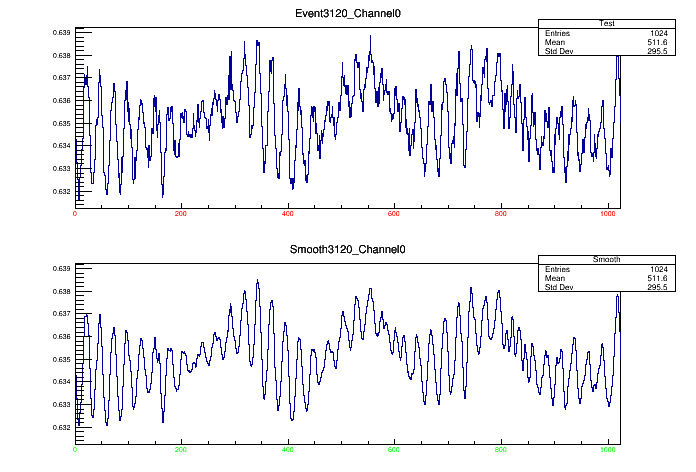 Event3120_Channel0
Test
Entries 1024
Mean 511.6
Std Dev 295.5
0.639
0.638
0.637
0.636
0.635
0.634
0.633
0.632
0 200 400 600 800 1000
Smooth3120_Channel0
Smooth
Entries 1024
Mean 511.6
Std Dev 295.5
0.639
0.638
0.637
0.636
0.635
0.634
0.633
0.632
0 200 400 600 800 1000